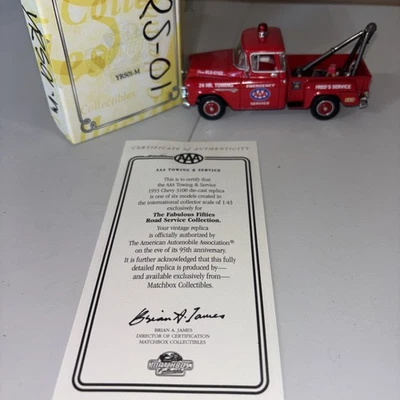 YRS01-M
RS-01
YRS01-M
Collectibles
24 HR. TOWING
EMERGENCY
AAA
SERVICE
FRED'S SERVICE
CERTIFICATE of AUTHENTICITY
AAA
AAA TOWING & SERVICE
This is to certify that
the AAA Towing & Service
1955 Chevy 3100 die-cast replica
is one of six models created to
the international collector scale of 1:43
exclusively for
The Fabulous Fifties
Road Service Collection.
Your vintage replica
is officially authorized by
The American Automobile Association®
on the eve of its 95th anniversary.
It is further acknowledged that this fully
detailed replica is produced by—
and available exclusively from—
Matchbox Collectibles.
Brian A. James
BRIAN A. JAMES
DIRECTOR OF CERTIFICATION
MATCHBOX COLLECTIBLES
MATCHBOX